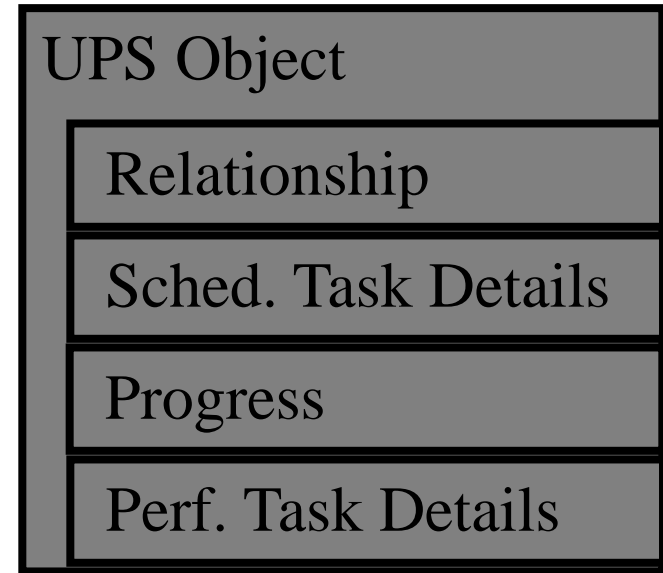 UPS Object
Relationship
Sched. Task Details
Progress
Perf. Task Details